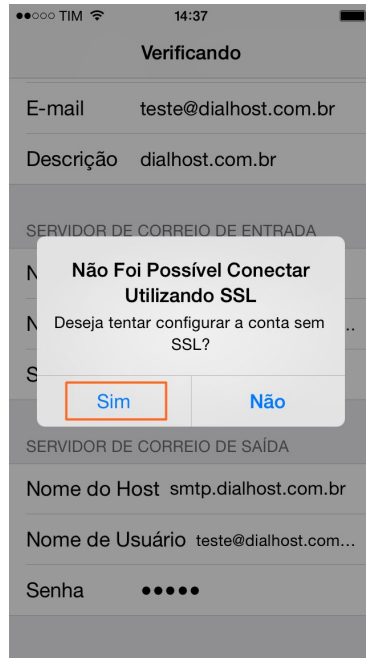 TIM 14:37
Verificando
E-mail teste@dialhost.com.br
Descrição dialhost.com.br
SERVIDOR DE CORREIO DE ENTRADA
N
Não Foi Possível Conectar
Utilizando SSL
N
Deseja tentar configurar a conta sem
SSL?
..
S
Sim Não
SERVIDOR DE CORREIO DE SAÍDA
Nome do Host smtp.dialhost.com.br
Nome de Usuário teste@dialhost.com...
Senha •••••